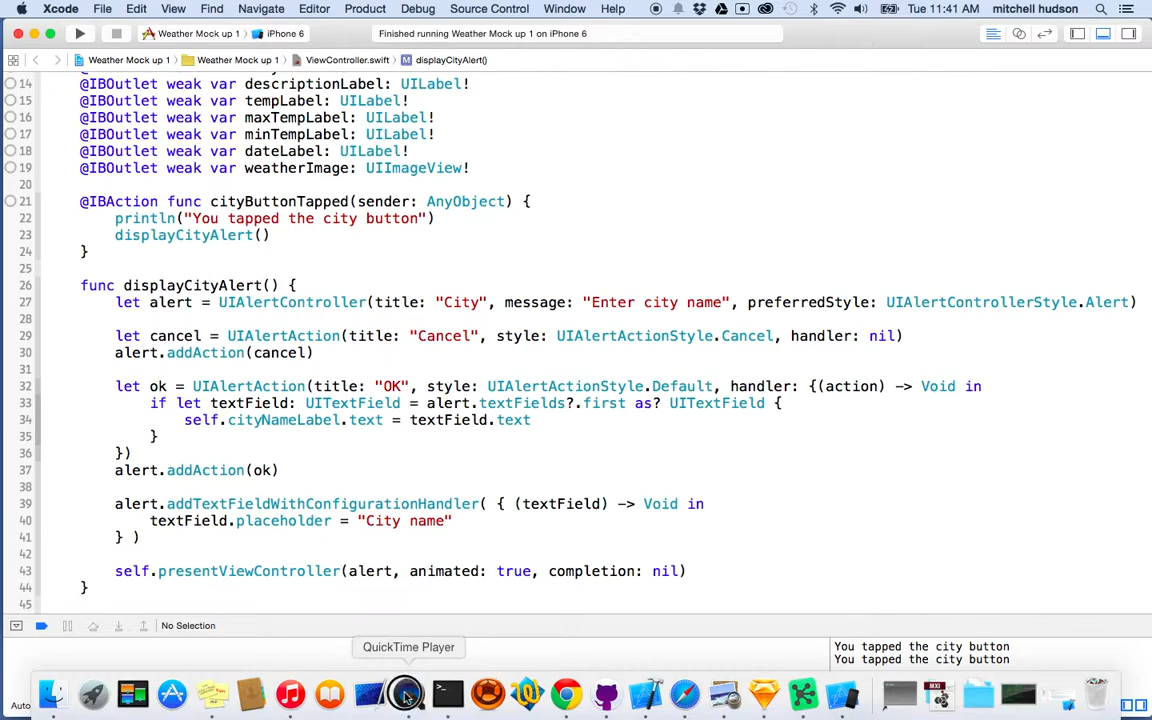 Xcode File Edit View Find Navigate Editor Product Debug Source Control Window Help Tue 11:41 AM mitchell hudson
Weather Mock up 1 iPhone 6 Finished running Weather Mock up 1 on iPhone 6
Weather Mock up 1 Weather Mock up 1 ViewController.swift M displayCityAlert()
14 @IBOutlet weak var descriptionLabel: UILabel!
15 @IBOutlet weak var tempLabel: UILabel!
16 @IBOutlet weak var maxTempLabel: UILabel!
17 @IBOutlet weak var minTempLabel: UILabel!
18 @IBOutlet weak var dateLabel: UILabel!
19 @IBOutlet weak var weatherImage: UIImageView!
20
21 @IBAction func cityButtonTapped(sender: AnyObject) {
22 println("You tapped the city button")
23 displayCityAlert()
24 }
25
26 func displayCityAlert() {
27 let alert = UIAlertController(title: "City", message: "Enter city name", preferredStyle: UIAlertControllerStyle.Alert)
28
29 let cancel = UIAlertAction(title: "Cancel", style: UIAlertActionStyle.Cancel, handler: nil)
30 alert.addAction(cancel)
31
32 let ok = UIAlertAction(title: "OK", style: UIAlertActionStyle.Default, handler: {(action) -> Void in
33 if let textField: UITextField = alert.textFields?.first as? UITextField {
34 self.cityNameLabel.text = textField.text
35 }
36 })
37 alert.addAction(ok)
38
39 alert.addTextFieldWithConfigurationHandler( { (textField) -> Void in
40 textField.placeholder = "City name"
41 } )
42
43 self.presentViewController(alert, animated: true, completion: nil)
44 }
45
No Selection
QuickTime Player
You tapped the city button
You tapped the city button
Auto
MXI